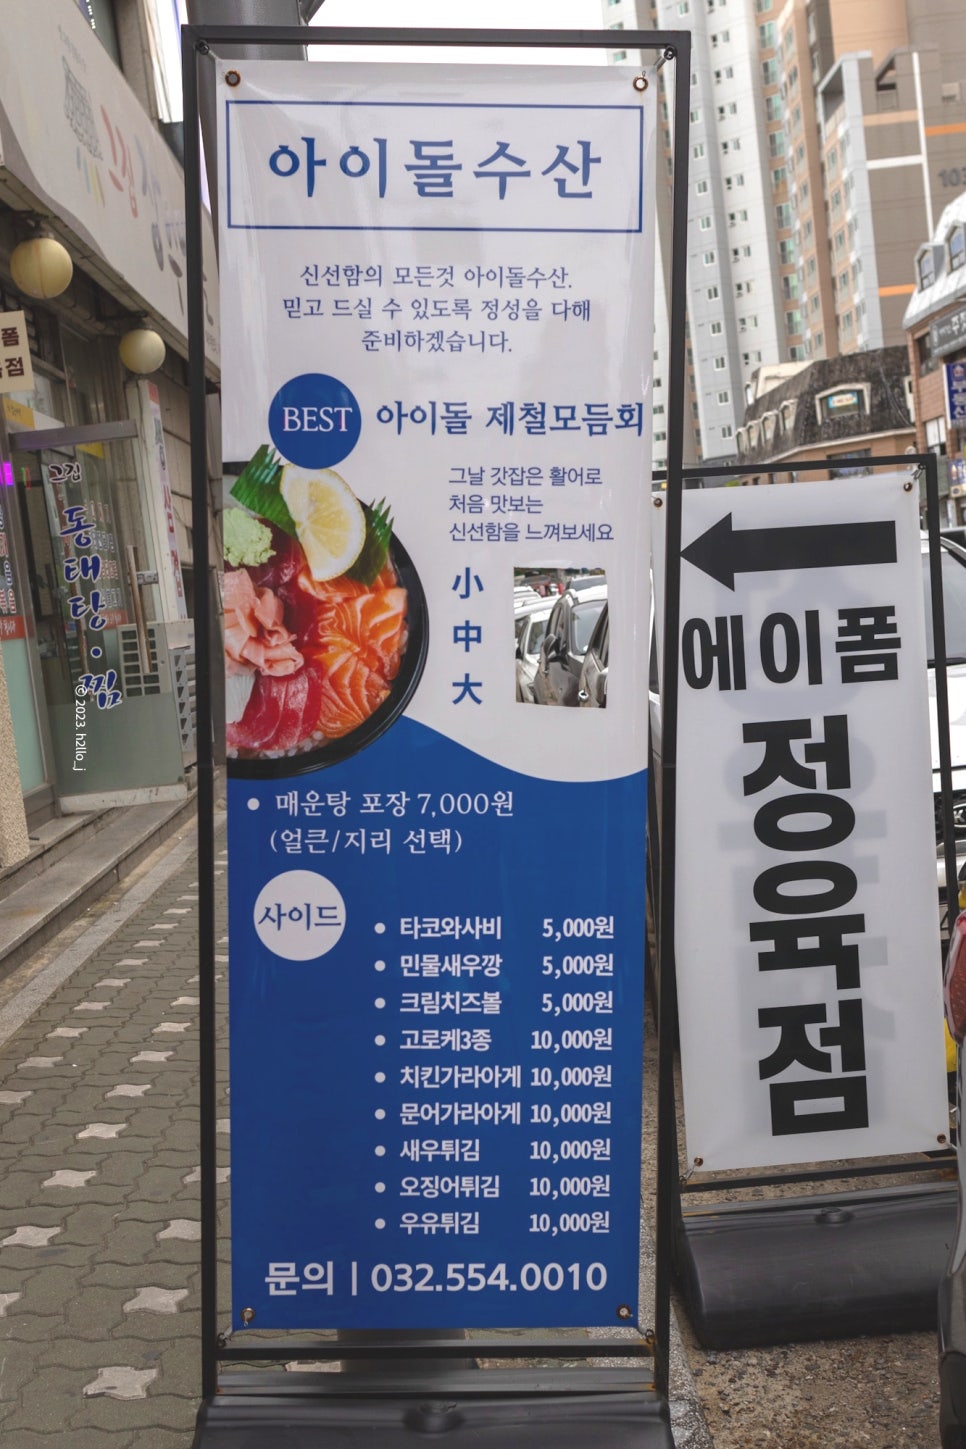 아이돌수산
신선함의 모든것 아이돌수산.
믿고 드실 수 있도록 정성을 다해
준비하겠습니다.
BEST 아이돌 제철모듬회
그날 갓잡은 활어로
처음 맛보는
신선함을 느껴보세요
小
中
大
• 매운탕 포장 7,000원
(얼큰/지리 선택)
사이드
• 타코와사비 5,000원
• 민물새우깡 5,000원
• 크림치즈볼 5,000원
• 고로케3종 10,000원
• 치킨가라아게 10,000원
• 문어가라아게 10,000원
• 새우튀김 10,000원
• 오징어튀김 10,000원
• 우유튀김 10,000원
문의 | 032.554.0010
에이폼
정육점
그집
동태탕·찜
폼
점
103
© 2023. h2llo_j